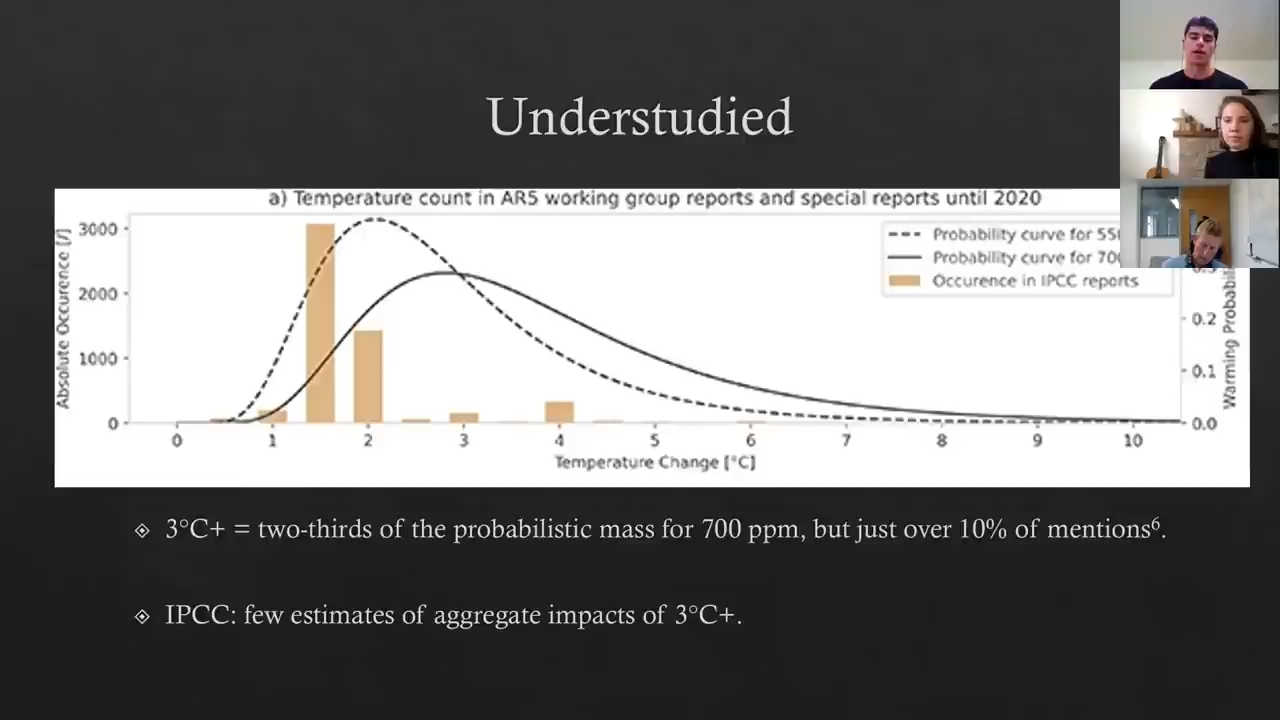 Understudied
a) Temperature count in AR5 working group reports and special reports until 2020
Absolute Occurence [/]
3000
2000
1000
0
Probability curve for
Probability curve for
Occurence in IPCC reports
0.2
0.1
0.0
Warming
0 1 2 3 4 5 6 7 8 9 10
Temperature Change [°C]
3°C+ = two-thirds of the probabilistic mass for 700 ppm, but just over 10% of mentions⁶.
IPCC: few estimates of aggregate impacts of 3°C+.